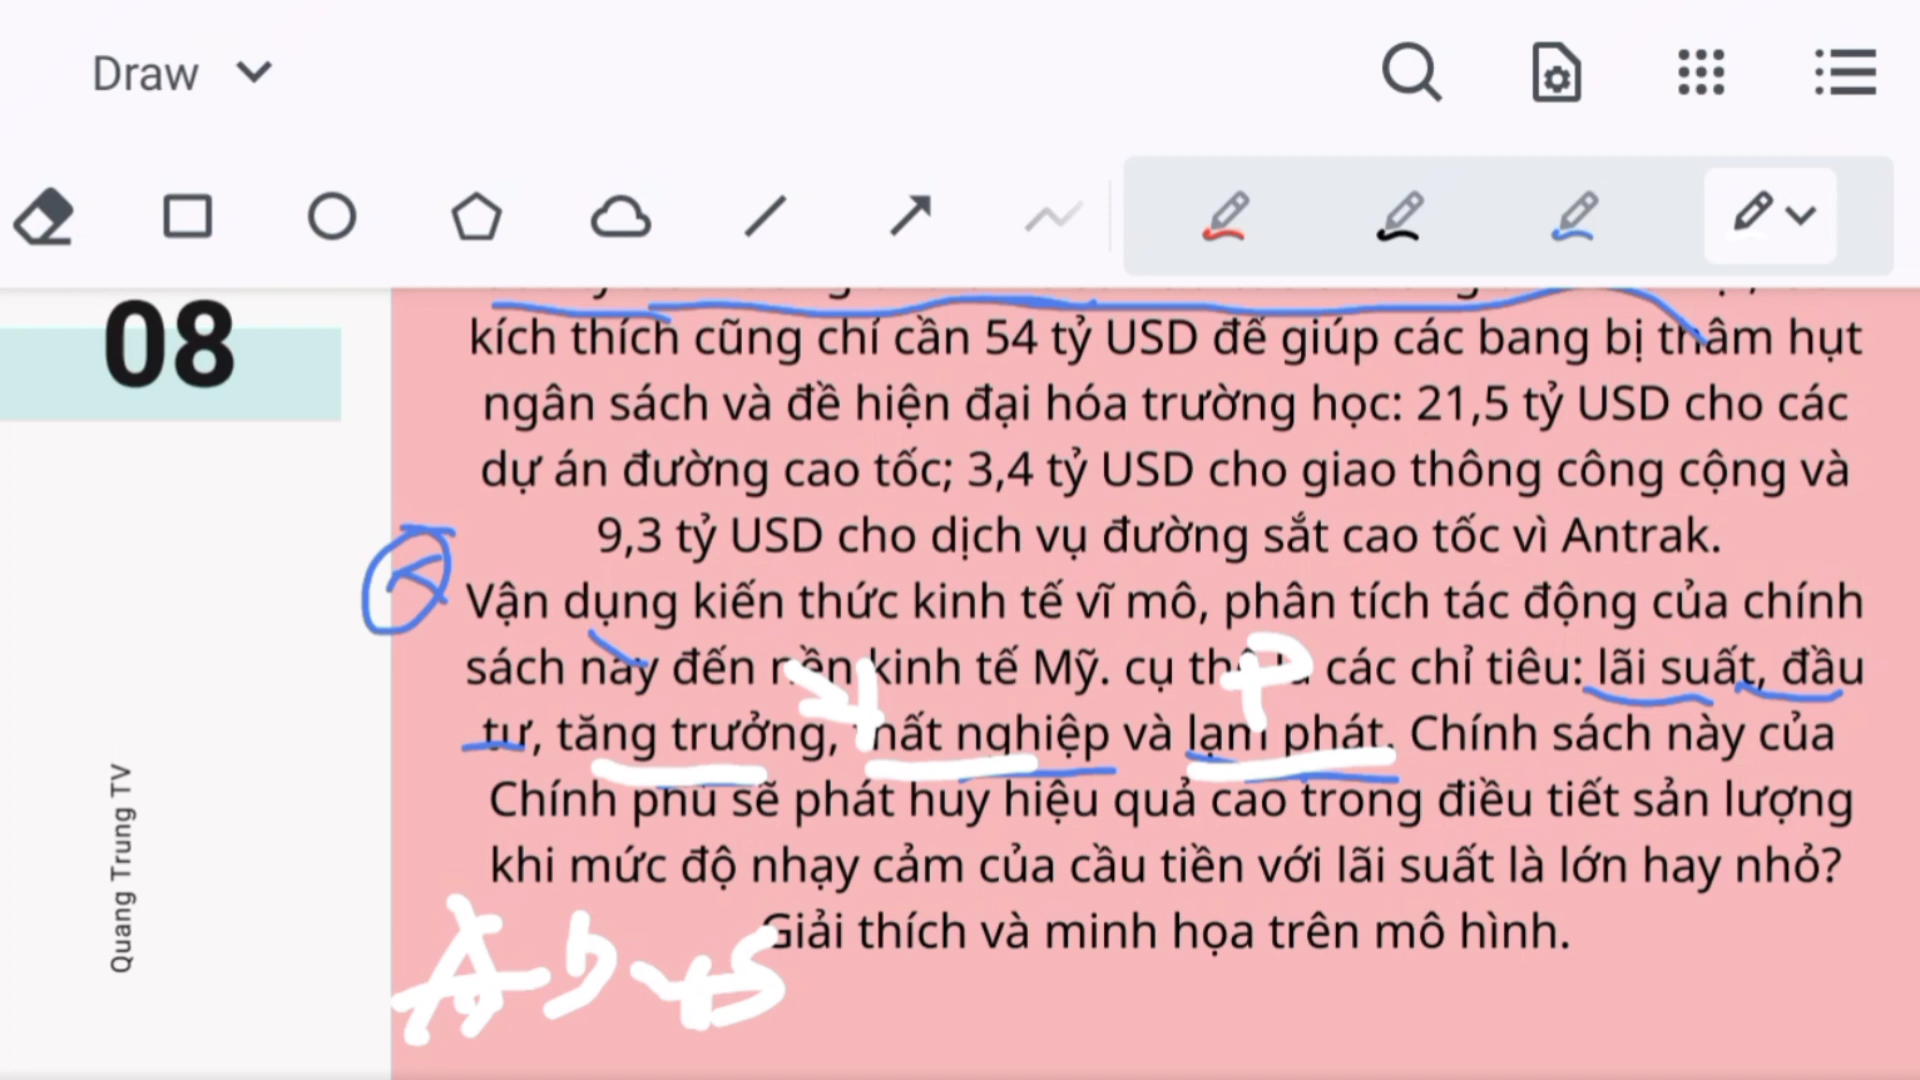 Draw
08
kích thích cũng chỉ cần 54 tỷ USD để giúp các bang bị thâm hụt
ngân sách và đề hiện đại hóa trường học: 21,5 tỷ USD cho các
dự án đường cao tốc; 3,4 tỷ USD cho giao thông công cộng và
9,3 tỷ USD cho dịch vụ đường sắt cao tốc vì Antrak.
Vận dụng kiến thức kinh tế vĩ mô, phân tích tác động của chính
sách này đến nền kinh tế Mỹ. cụ các chỉ tiêu: lãi suất, đầu
tư, tăng trưởng, thất nghiệp và lạm phát. Chính sách này của
Chính phủ sẽ phát huy hiệu quả cao trong điều tiết sản lượng
khi mức độ nhạy cảm của cầu tiền với lãi suất là lớn hay nhỏ?
Giải thích và minh họa trên mô hình.
Quang Trung TV
P